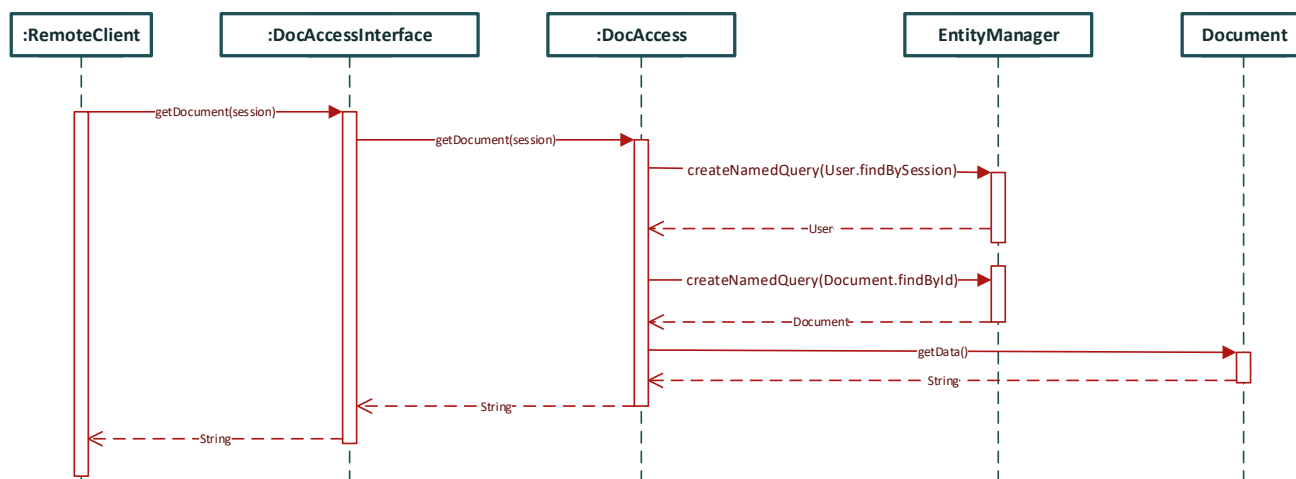 :RemoteClient
:DocAccessInterface
:DocAccess
EntityManager
Document
getDocument(session)
getDocument(session)
createNamedQuery(User.findBySession)
User
createNamedQuery(Document.findById)
Document
getData()
String
String
String